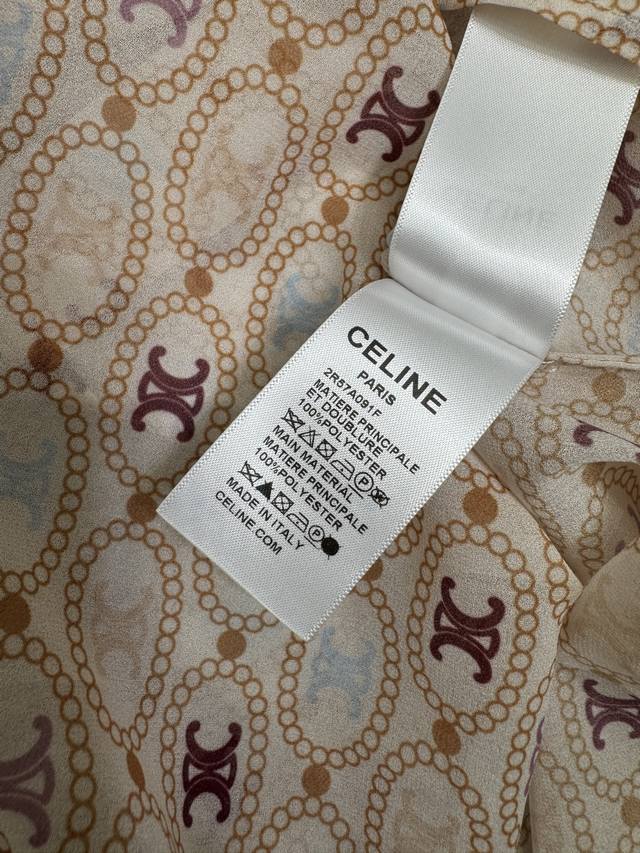 CELINE
PARIS
2R57A091F
MATIERE PRINCIPALE
ET DOUBLURE
100%POLYESTER
MAIN MATERIAL
MATIERE PRINCIPALE
100%POLYESTER
MADE IN ITALY
CELINE.COM